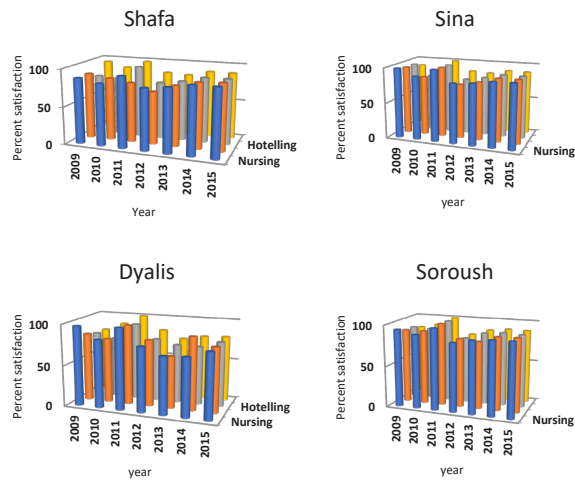 Shafa
Percent satisfaction
100
50
0
2009
2010
2011
2012
2013
2014
2015
Hotelling
Nursing
Year
Sina
Percent satisfaction
100
50
0
2009
2010
2011
2012
2013
2014
2015
Nursing
year
Dyalis
Percent satisfaction
100
50
0
2009
2010
2011
2012
2013
2014
2015
Hotelling
Nursing
year
Soroush
Percent satisfaction
100
50
0
2009
2010
2011
2012
2013
2014
2015
Nursing
year